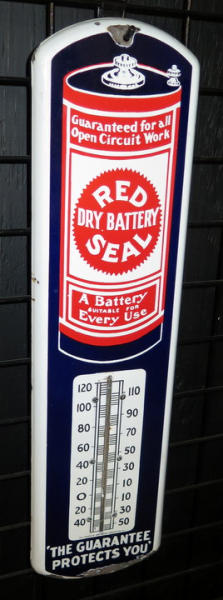 Guaranteed for all
Open Circuit Work
RED
DRY BATTERY
SEAL
A Battery
SUITABLE FOR
Every Use
120 110
100 90
80 70
60 50
40 30
20 10
0 10
20 30
40 50
"THE GUARANTEE
PROTECTS YOU"